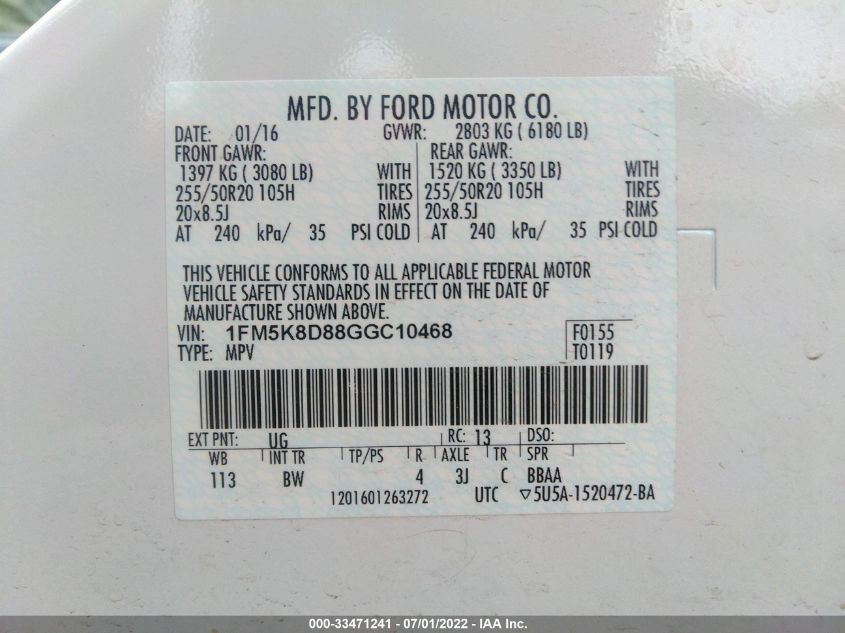 MFD. BY FORD MOTOR CO.
DATE: 01/16 GVWR: 2803 KG ( 6180 LB)
FRONT GAWR: REAR GAWR:
1397 KG ( 3080 LB) WITH 1520 KG ( 3350 LB) WITH
255/50R20 105H TIRES 255/50R20 105H TIRES
20x8.5J RIMS 20x8.5J RIMS
AT 240 kPa/ 35 PSI COLD AT 240 kPa/ 35 PSI COLD
THIS VEHICLE CONFORMS TO ALL APPLICABLE FEDERAL MOTOR
VEHICLE SAFETY STANDARDS IN EFFECT ON THE DATE OF
MANUFACTURE SHOWN ABOVE.
VIN: 1FM5K8D88GGC10468 F0155
TYPE: MPV T0119
EXT PNT: UG RC: 13 DSO:
WB INT TR TP/PS R AXLE TR SPR
113 BW 4 3J C BBAA
1201601263272 UTC ▽5U5A-1520472-BA
000-33471241 - 07/01/2022 - IAA Inc.